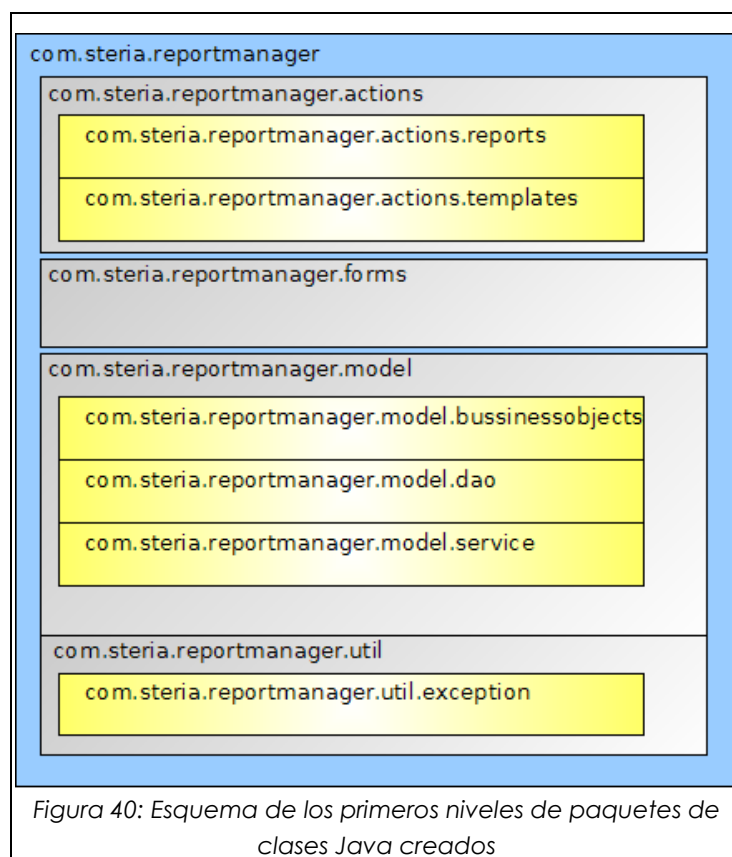 com.steria.reportmanager
com.steria.reportmanager.actions
com.steria.reportmanager.actions.reports
com.steria.reportmanager.actions.templates
com.steria.reportmanager.forms
com.steria.reportmanager.model
com.steria.reportmanager.model.bussinessobjects
com.steria.reportmanager.model.dao
com.steria.reportmanager.model.service
com.steria.reportmanager.util
com.steria.reportmanager.util.exception
Figura 40: Esquema de los primeros niveles de paquetes de
clases Java creados